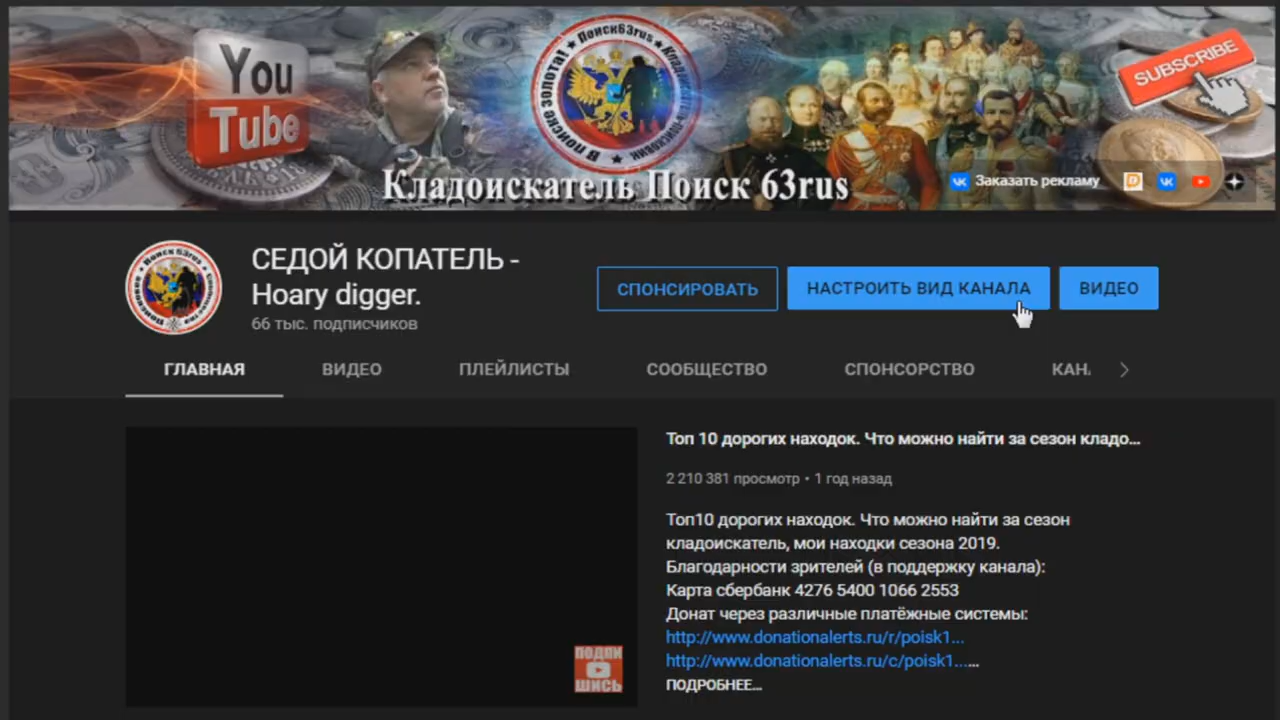 You
Tube
Поиск63rus
В поиске золота!
SUBSCRIBE
Кладоискатель Поиск 63rus
Заказать рекламу
СЕДОЙ КОПАТЕЛЬ -
Hoary digger.
66 тыс. подписчиков
СПОНСИРОВАТЬ
НАСТРОИТЬ ВИД КАНАЛА
ВИДЕО
ГЛАВНАЯ
ВИДЕО
ПЛЕЙЛИСТЫ
СООБЩЕСТВО
СПОНСОРСТВО
КАН
Топ 10 дорогих находок. Что можно найти за сезон кладо...
2 210 381 просмотр • 1 год назад
Топ10 дорогих находок. Что можно найти за сезон
кладоискатель, мои находки сезона 2019.
Благодарности зрителей (в поддержку канала):
Карта сбербанк 4276 5400 1066 2553
Донат через различные платёжные системы:
http://www.donationalerts.ru/r/poisk1...
http://www.donationalerts.ru/c/poisk1......
ПОДРОБНЕЕ...
ПОДПИ
ШИСЬ